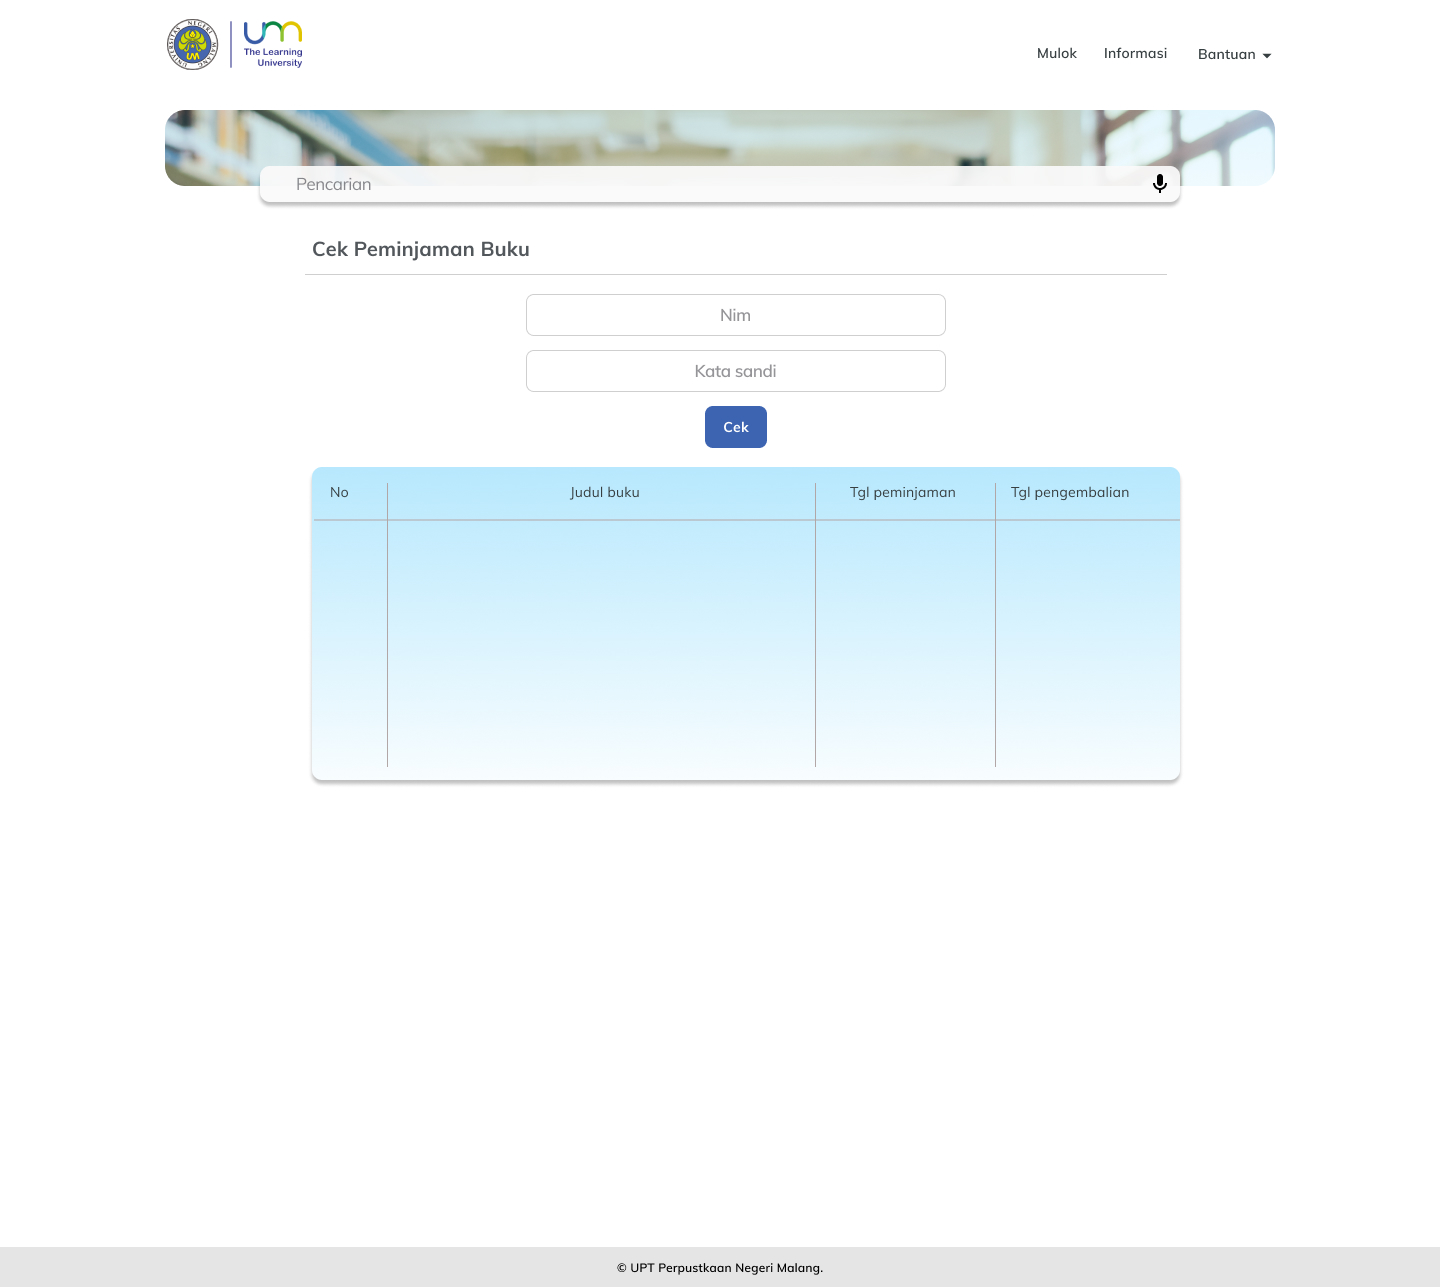 UNIVERSITAS NEGERI MALANG
UM
um
The Learning
University
Mulok
Informasi
Bantuan
Pencarian
Cek Peminjaman Buku
Nim
Kata sandi
Cek
No
Judul buku
Tgl peminjaman
Tgl pengembalian
© UPT Perpustkaan Negeri Malang.